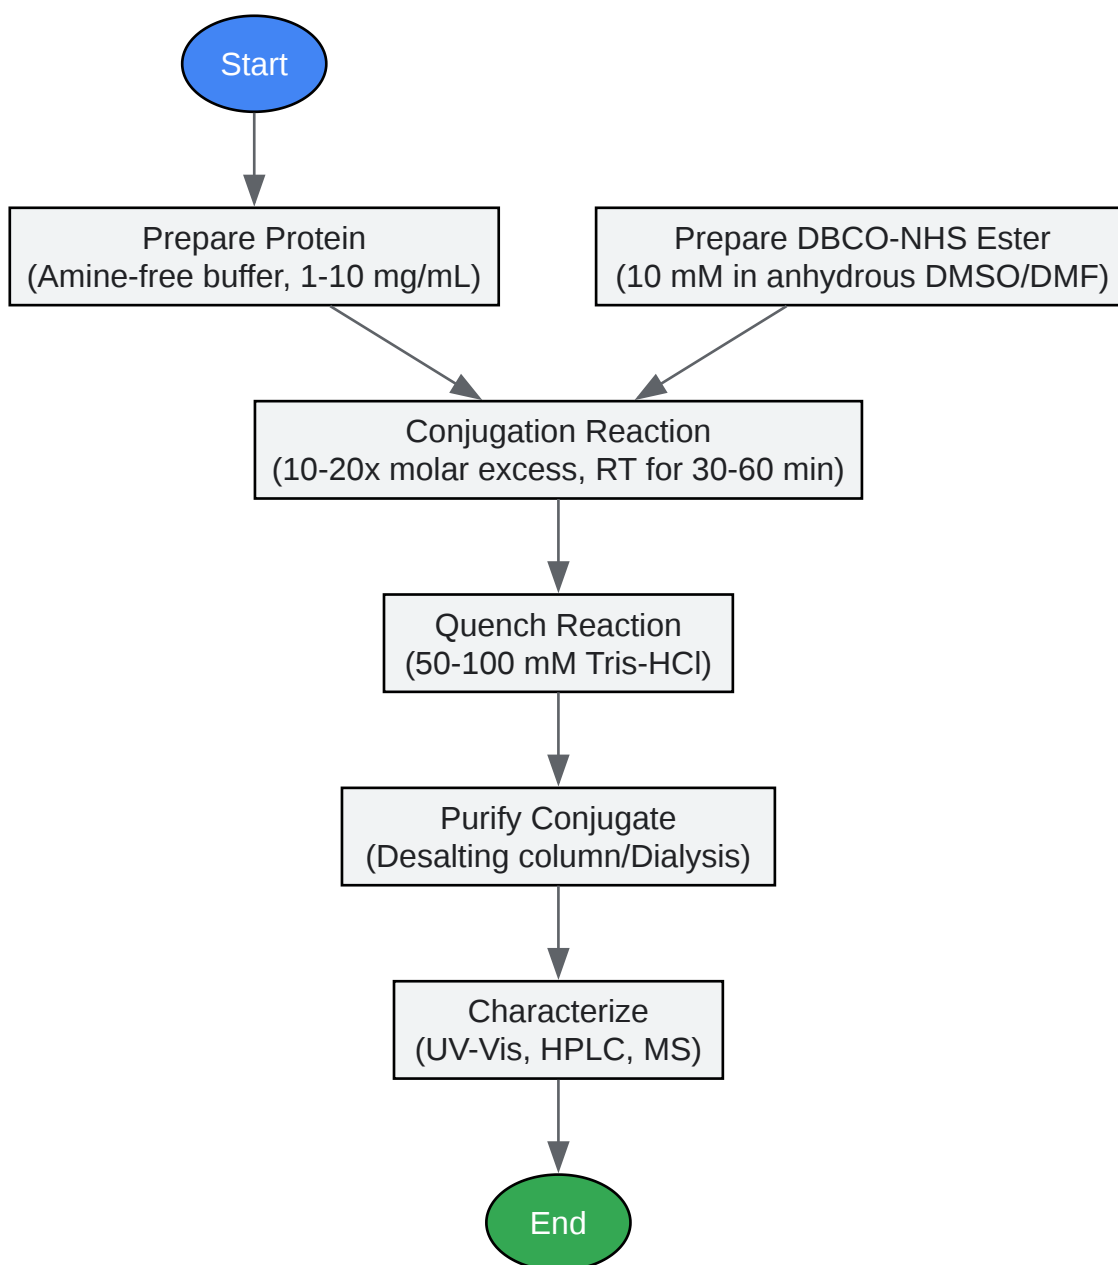 Start
Prepare Protein
(Amine-free buffer, 1-10 mg/mL)
Prepare DBCO-NHS Ester
(10 mM in anhydrous DMSO/DMF)
Conjugation Reaction
(10-20x molar excess, RT for 30-60 min)
Quench Reaction
(50-100 mM Tris-HCl)
Purify Conjugate
(Desalting column/Dialysis)
Characterize
(UV-Vis, HPLC, MS)
End